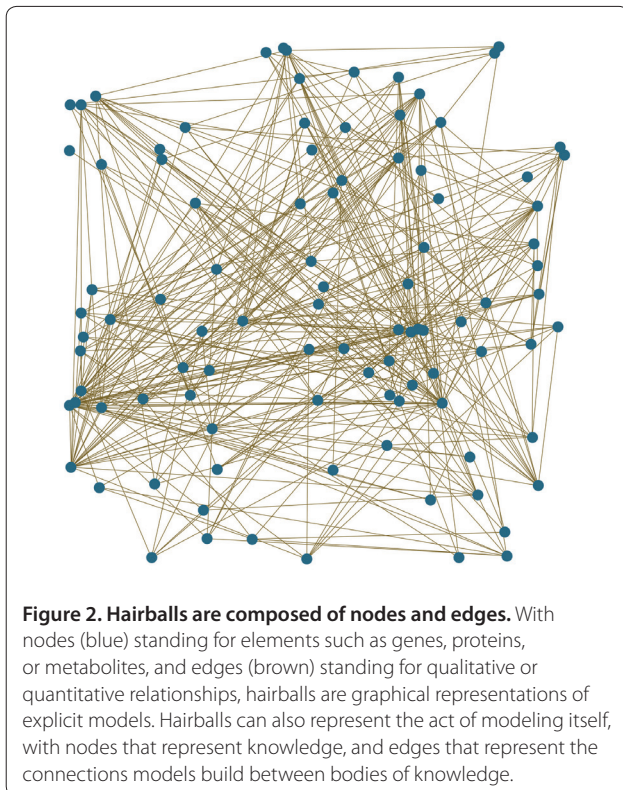 Figure 2. Hairballs are composed of nodes and edges. With
nodes (blue) standing for elements such as genes, proteins,
or metabolites, and edges (brown) standing for qualitative or
quantitative relationships, hairballs are graphical representations of
explicit models. Hairballs can also represent the act of modeling itself,
with nodes that represent knowledge, and edges that represent the
connections models build between bodies of knowledge.